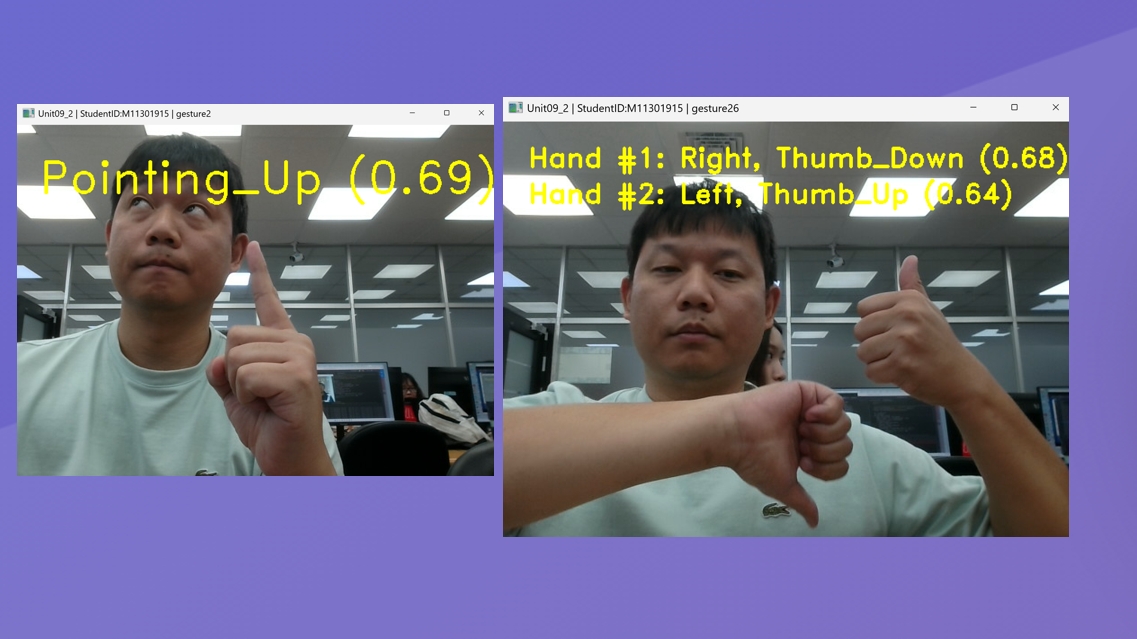 Unit09_2 | StudentID:M11301915 | gesture2
Pointing_Up (0.69)
Unit09_2 | StudentID:M11301915 | gesture26
Hand #1: Right, Thumb_Down (0.68)
Hand #2: Left, Thumb_Up (0.64)